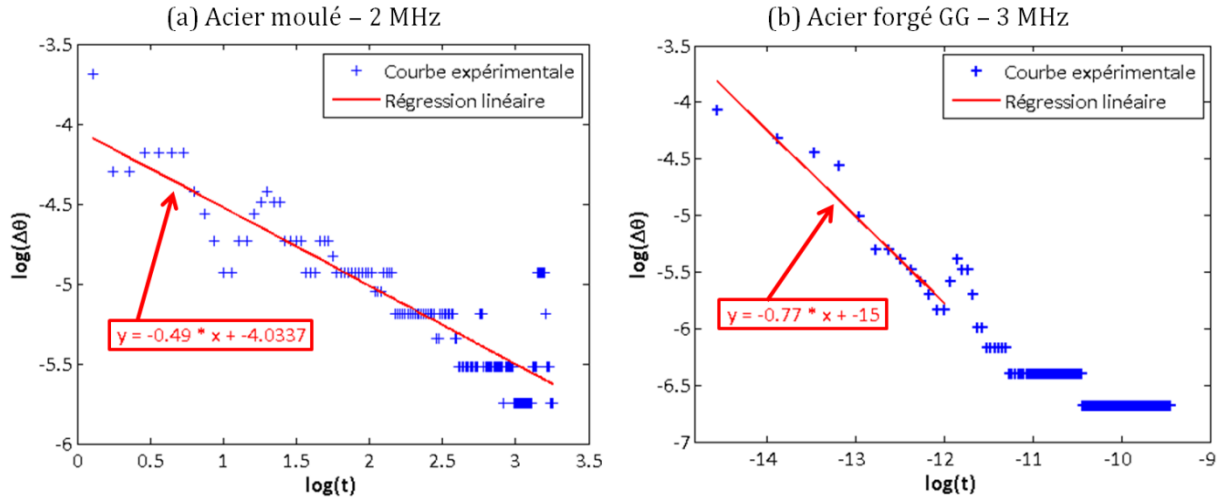 (a) Acier moulé – 2 MHz
-3.5
-4
-4.5
-5
-5.5
-6
log(Δθ)
0
0.5
1
1.5
2
2.5
3
3.5
log(t)
Courbe expérimentale
Régression linéaire
y = -0.49 * x + -4.0337
(b) Acier forgé GG – 3 MHz
-3.5
-4
-4.5
-5
-5.5
-6
-6.5
-7
log(Δθ)
-14
-13
-12
-11
-10
-9
log(t)
Courbe expérimentale
Régression linéaire
y = -0.77 * x + -15